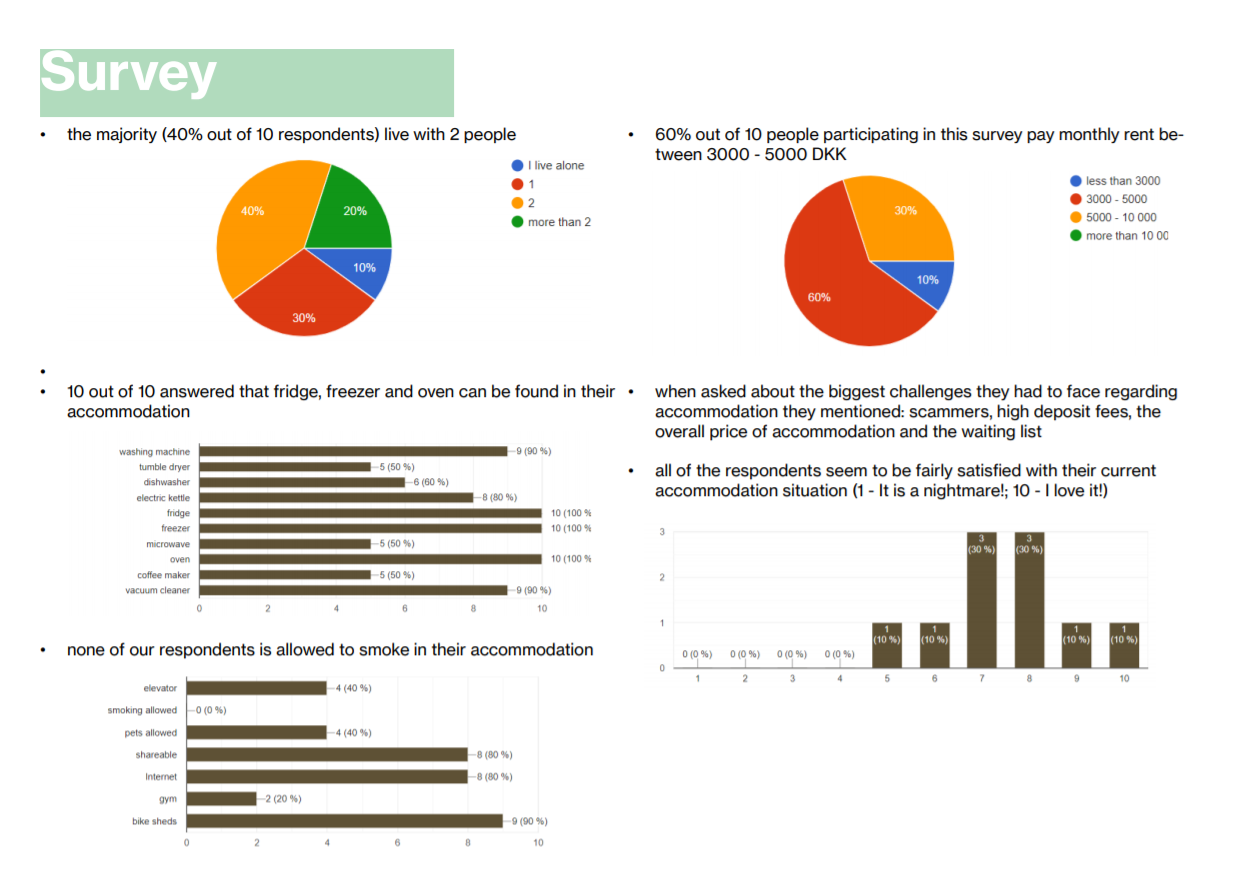 Survey
• the majority (40% out of 10 respondents) live with 2 people
40%
20%
10%
30%
I live alone
1
2
more than 2
• 60% out of 10 people participating in this survey pay monthly rent be-
tween 3000 - 5000 DKK
30%
10%
60%
less than 3000
3000 - 5000
5000 - 10 000
more than 10 00
•
• 10 out of 10 answered that fridge, freezer and oven can be found in their
accommodation
washing machine 9 (90 %)
tumble dryer 5 (50 %)
dishwasher 6 (60 %)
electric kettle 8 (80 %)
fridge 10 (100 %
freezer 10 (100 %
microwave 5 (50 %)
oven 10 (100 %
coffee maker 5 (50 %)
vacuum cleaner 9 (90 %)
0 2 4 6 8 10
• none of our respondents is allowed to smoke in their accommodation
elevator 4 (40 %)
smoking allowed 0 (0 %)
pets allowed 4 (40 %)
shareable 8 (80 %)
Internet 8 (80 %)
gym 2 (20 %)
bike sheds 9 (90 %)
0 2 4 6 8 10
• when asked about the biggest challenges they had to face regarding
accommodation they mentioned: scammers, high deposit fees, the
overall price of accommodation and the waiting list
• all of the respondents seem to be fairly satisfied with their current
accommodation situation (1 - It is a nightmare!; 10 - I love it!)
3
2
1
0
0 (0 %) 0 (0 %) 0 (0 %) 0 (0 %) 1 (10 %) 1 (10 %) 3 (30 %) 3 (30 %) 1 (10 %) 1 (10 %)
1 2 3 4 5 6 7 8 9 10